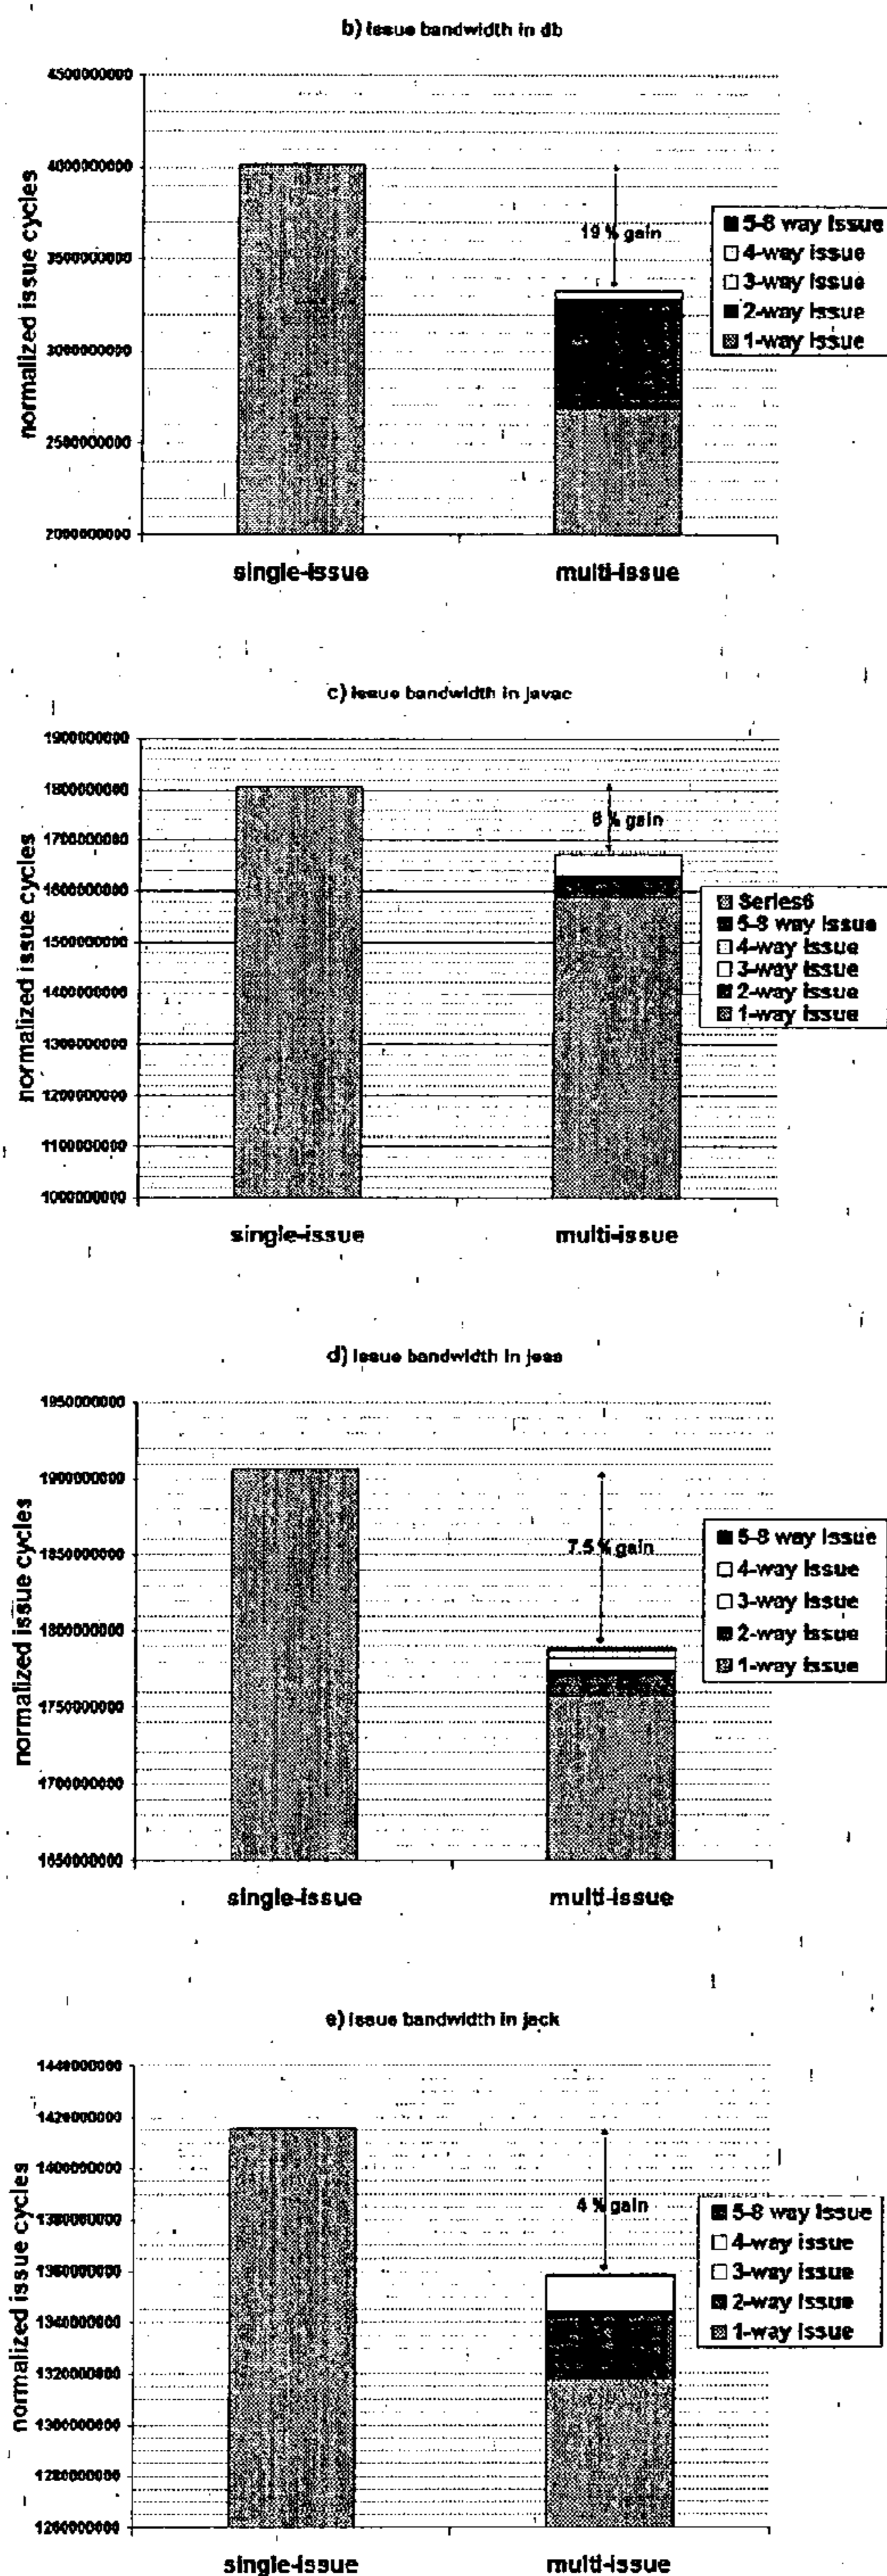 b) issue bandwidth in db
normalized issue cycles
4500000000
4000000000
3500000000
3000000000
2500000000
2000000000
19 % gain
5-8 way issue
4-way issue
3-way issue
2-way issue
1-way issue
single-issue
multi-issue
c) issue bandwidth in javac
normalized issue cycles
1900000000
1800000000
1700000000
1600000000
1500000000
1400000000
1300000000
1200000000
1100000000
1000000000
% gain
Series6
5-8 way issue
4-way issue
3-way issue
2-way issue
1-way issue
single-issue
multi-issue
d) issue bandwidth in jess
normalized issue cycles
1950000000
1900000000
1850000000
1800000000
1750000000
1700000000
1650000000
7.5 % gain
5-8 way issue
4-way issue
3-way issue
2-way issue
1-way issue
single-issue
multi-issue
e) issue bandwidth in jack
normalized issue cycles
1440000000
1420000000
1400000000
1380000000
1360000000
1340000000
1320000000
1300000000
1280000000
1260000000
4 % gain
5-8 way issue
4-way issue
3-way issue
2-way issue
1-way issue
single-issue
multi-issue